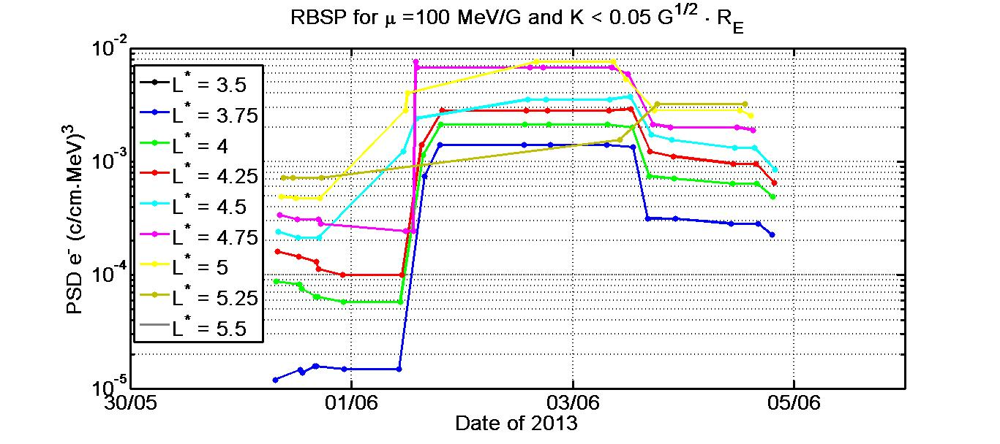 RBSP for μ =100 MeV/G and K < 0.05 G^1/2 · R_E
PSD e^- (c/cm.MeV)^3
10^-2
10^-3
10^-4
10^-5
L^* = 3.5
L^* = 3.75
L^* = 4
L^* = 4.25
L^* = 4.5
L^* = 4.75
L^* = 5
L^* = 5.25
L^* = 5.5
30/05 01/06 03/06 05/06
Date of 2013